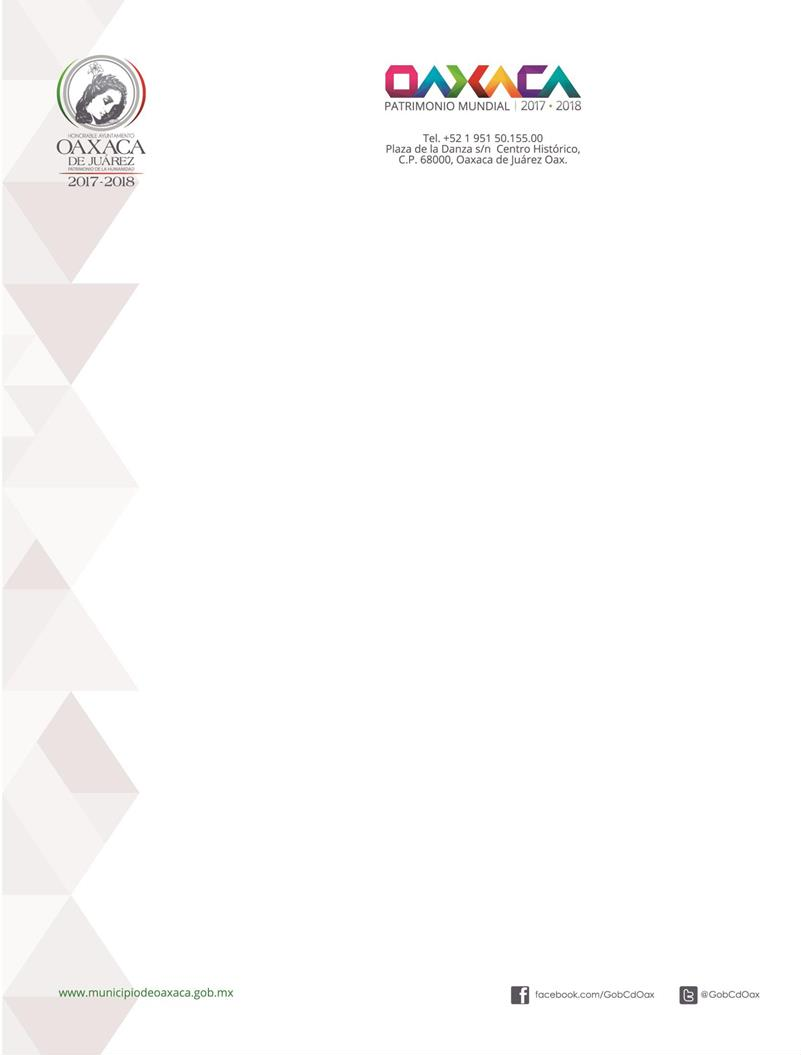 HONORABLE AYUNTAMIENTO
OAXACA
DE JUÁREZ
PATRIMONIO DE LA HUMANIDAD
2017-2018
OAXACA
PATRIMONIO MUNDIAL | 2017 • 2018
Tel. +52 1 951 50.155.00
Plaza de la Danza s/n Centro Histórico,
C.P. 68000, Oaxaca de Juárez Oax.
www.municipiodeoaxaca.gob.mx
facebook.com/GobCdOax
@GobCdOax